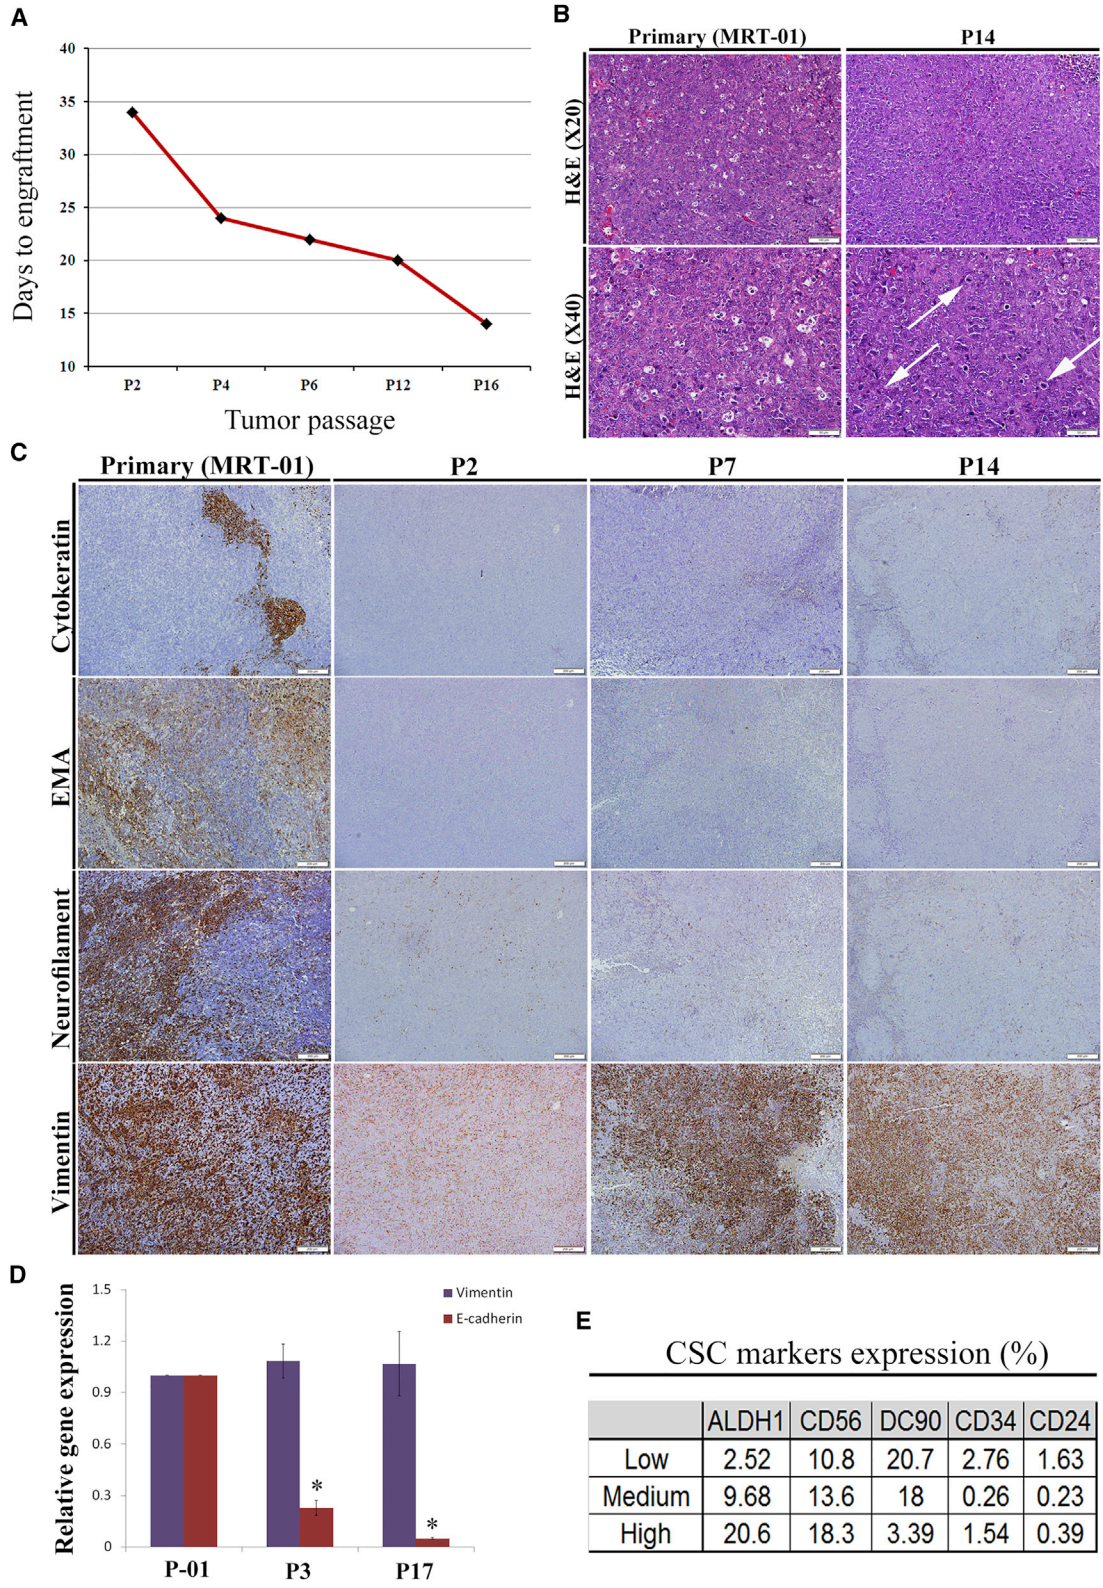 A
40
35
30
25
20
15
10
Days to engraftment
P2 P4 P6 P12 P16
Tumor passage
B
Primary (MRT-01) P14
H&E (X20)
H&E (X40)
C
Primary (MRT-01) P2 P7 P14
Cytokeratin
EMA
Neurofilament
Vimentin
D
1.5
1.2
0.9
0.6
0.3
0
Relative gene expression
Vimentin
E-cadherin
*
*
P-01 P3 P17
E
CSC markers expression (%)
ALDH1 CD56 DC90 CD34 CD24
Low 2.52 10.8 20.7 2.76 1.63
Medium 9.68 13.6 18 0.26 0.23
High 20.6 18.3 3.39 1.54 0.39